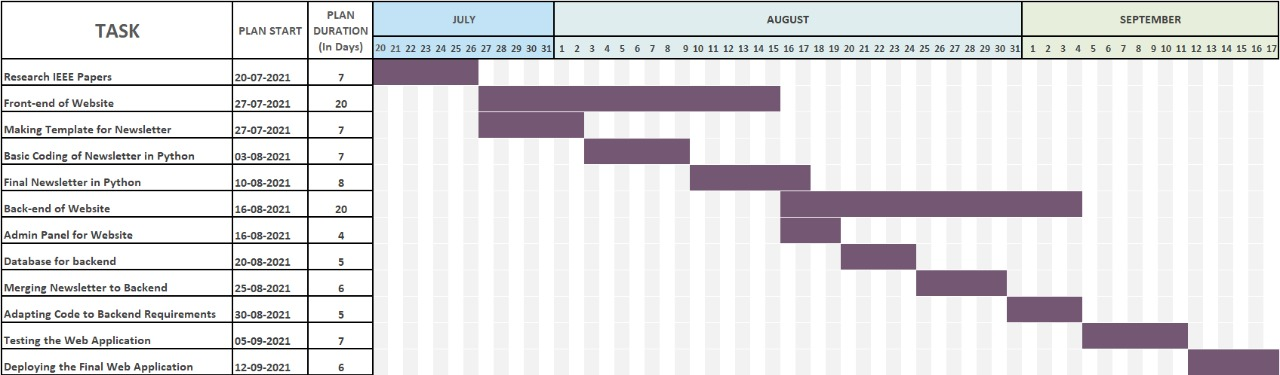 TASK PLAN START PLAN DURATION (In Days) JULY AUGUST SEPTEMBER
20 21 22 23 24 25 26 27 28 29 30 31 1 2 3 4 5 6 7 8 9 10 11 12 13 14 15 16 17 18 19 20 21 22 23 24 25 26 27 28 29 30 31 1 2 3 4 5 6 7 8 9 10 11 12 13 14 15 16 17
Research IEEE Papers 20-07-2021 7
Front-end of Website 27-07-2021 20
Making Template for Newsletter 27-07-2021 7
Basic Coding of Newsletter in Python 03-08-2021 7
Final Newsletter in Python 10-08-2021 8
Back-end of Website 16-08-2021 20
Admin Panel for Website 16-08-2021 4
Database for backend 20-08-2021 5
Merging Newsletter to Backend 25-08-2021 6
Adapting Code to Backend Requirements 30-08-2021 5
Testing the Web Application 05-09-2021 7
Deploying the Final Web Application 12-09-2021 6